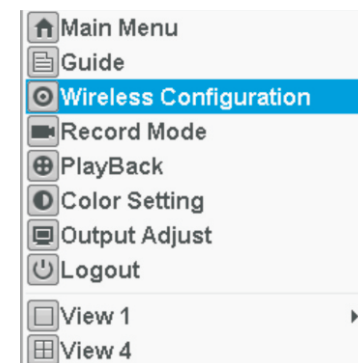 Main Menu
Guide
Wireless Configuration
Record Mode
PlayBack
Color Setting
Output Adjust
Logout
View 1
View 4